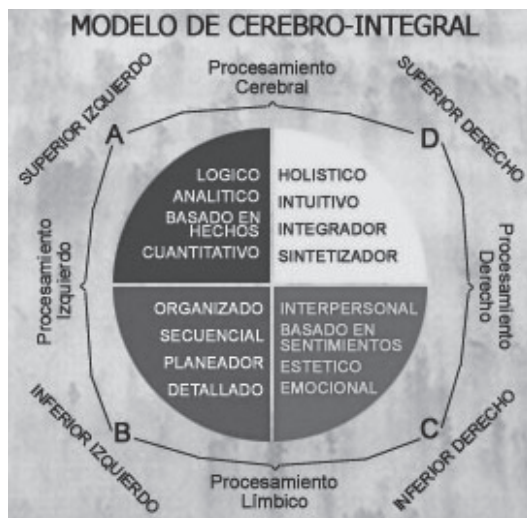 MODELO DE CEREBRO-INTEGRAL
Procesamiento
Cerebral
SUPERIOR IZQUIERDO
SUPERIOR DERECHO
A
D
LOGICO
ANALITICO
BASADO EN
HECHOS
CUANTITATIVO
HOLISTICO
INTUITIVO
INTEGRADOR
SINTETIZADOR
Procesamiento
Izquierdo
Procesamiento
Derecho
ORGANIZADO
SECUENCIAL
PLANEADOR
DETALLADO
INTERPERSONAL
BASADO EN
SENTIMIENTOS
ESTETICO
EMOCIONAL
B
C
INFERIOR IZQUIERDO
INFERIOR DERECHO
Procesamiento
Límbico